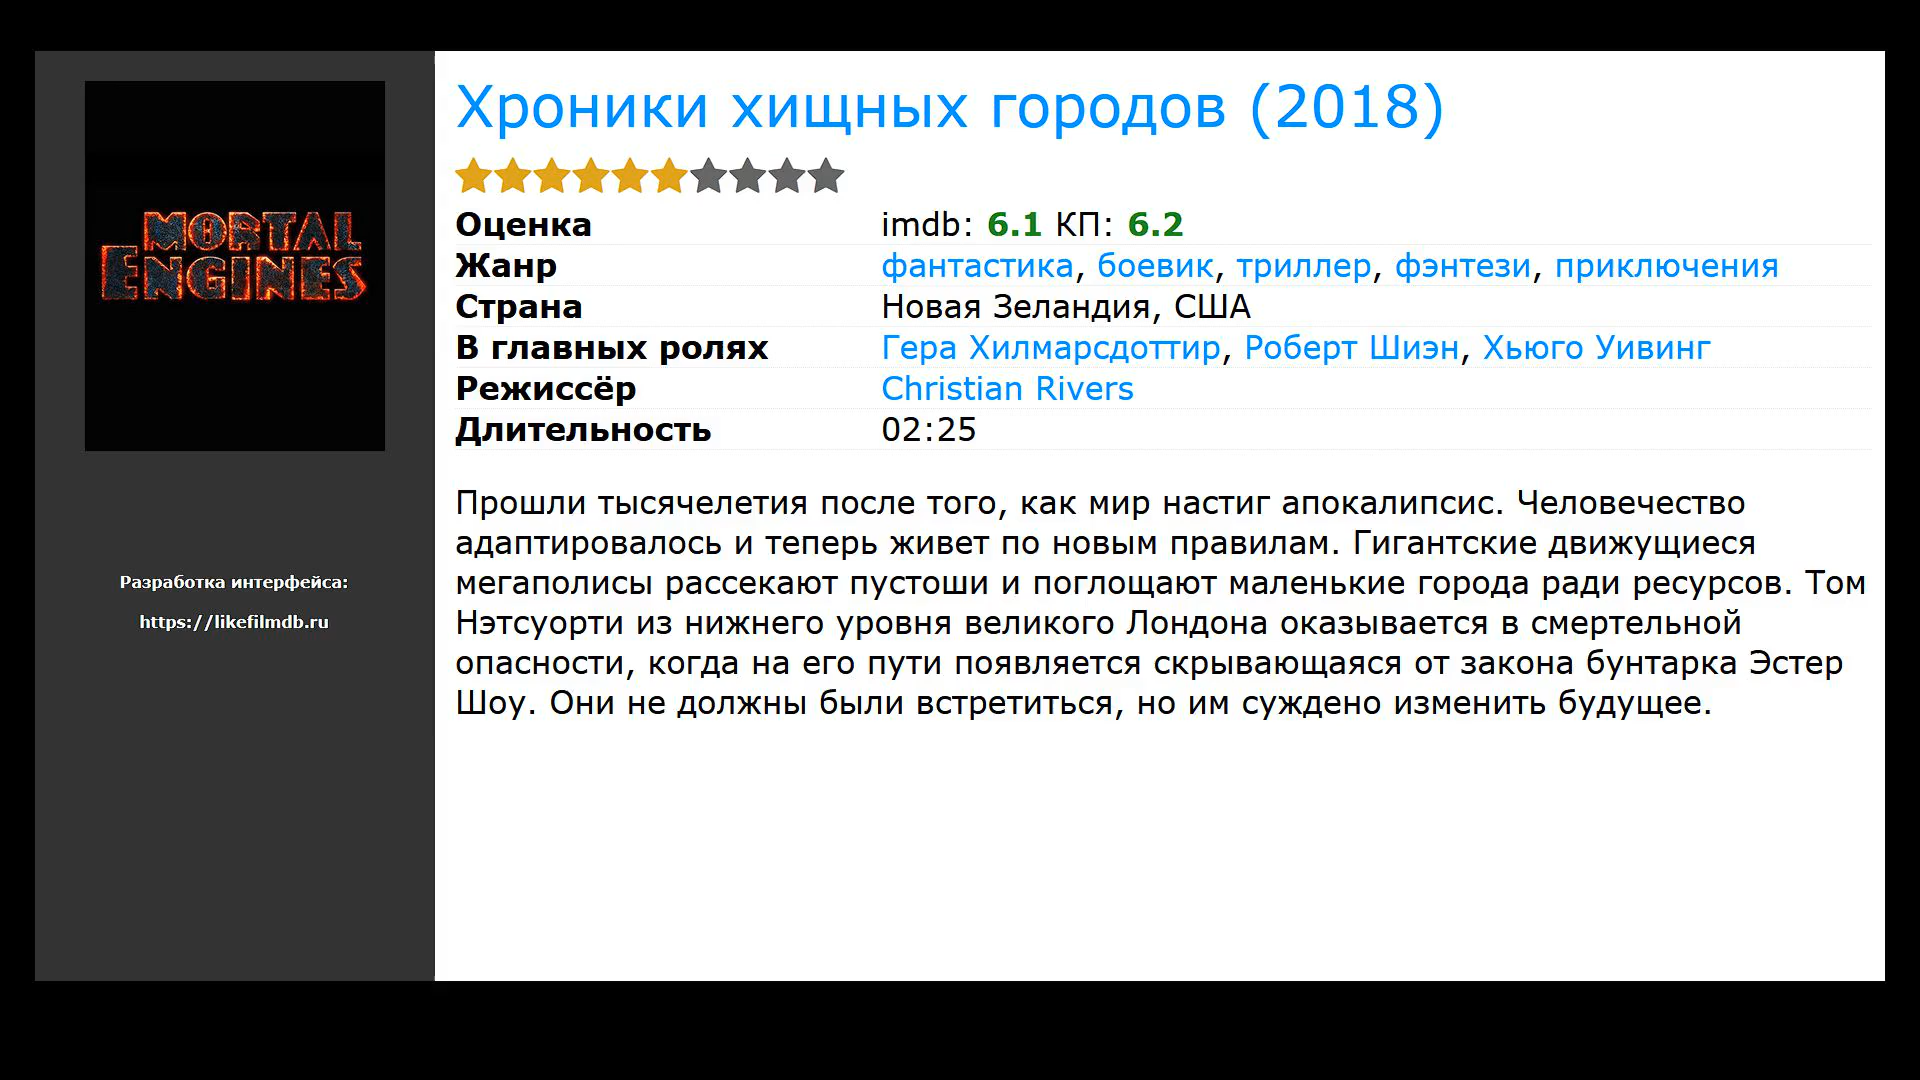 MORTAL
ENGINES
Разработка интерфейса:
https://likefilmdb.ru
Хроники хищных городов (2018)
Оценка imdb: 6.1 КП: 6.2
Жанр фантастика, боевик, триллер, фэнтези, приключения
Страна Новая Зеландия, США
В главных ролях Гера Хилмарсдоттир, Роберт Шиэн, Хьюго Уивинг
Режиссёр Christian Rivers
Длительность 02:25
Прошли тысячелетия после того, как мир настиг апокалипсис. Человечество
адаптировалось и теперь живет по новым правилам. Гигантские движущиеся
мегаполисы рассекают пустоши и поглощают маленькие города ради ресурсов. Том
Нэтсуорти из нижнего уровня великого Лондона оказывается в смертельной
опасности, когда на его пути появляется скрывающаяся от закона бунтарка Эстер
Шоу. Они не должны были встретиться, но им суждено изменить будущее.